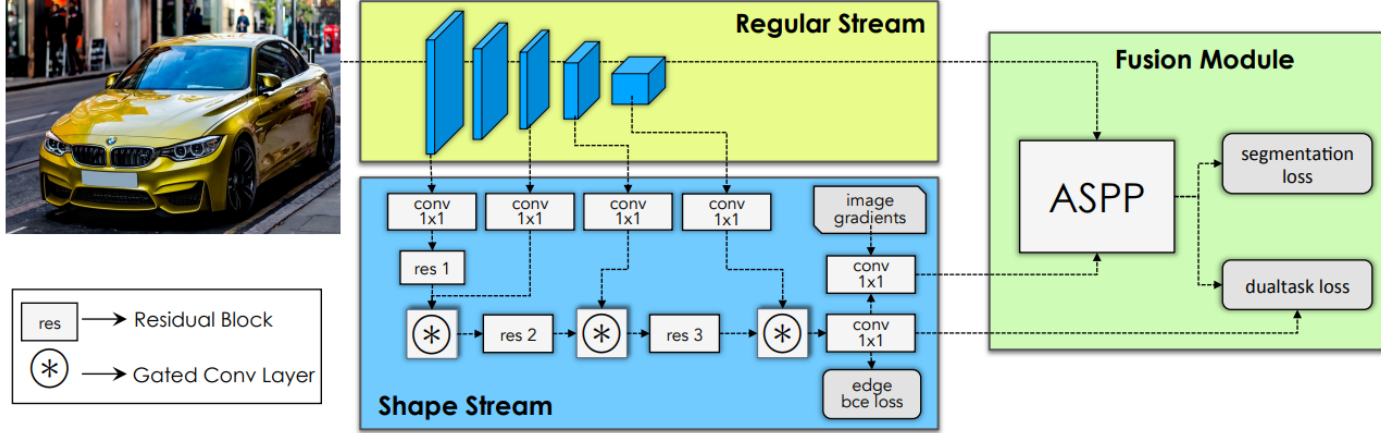 Regular Stream
Fusion Module
ASPP
segmentation
loss
dualtask loss
conv
1x1
conv
1x1
conv
1x1
conv
1x1
image
gradients
res 1
conv
1x1
res 2
res 3
conv
1x1
edge
bce loss
Shape Stream
res
Residual Block
Gated Conv Layer